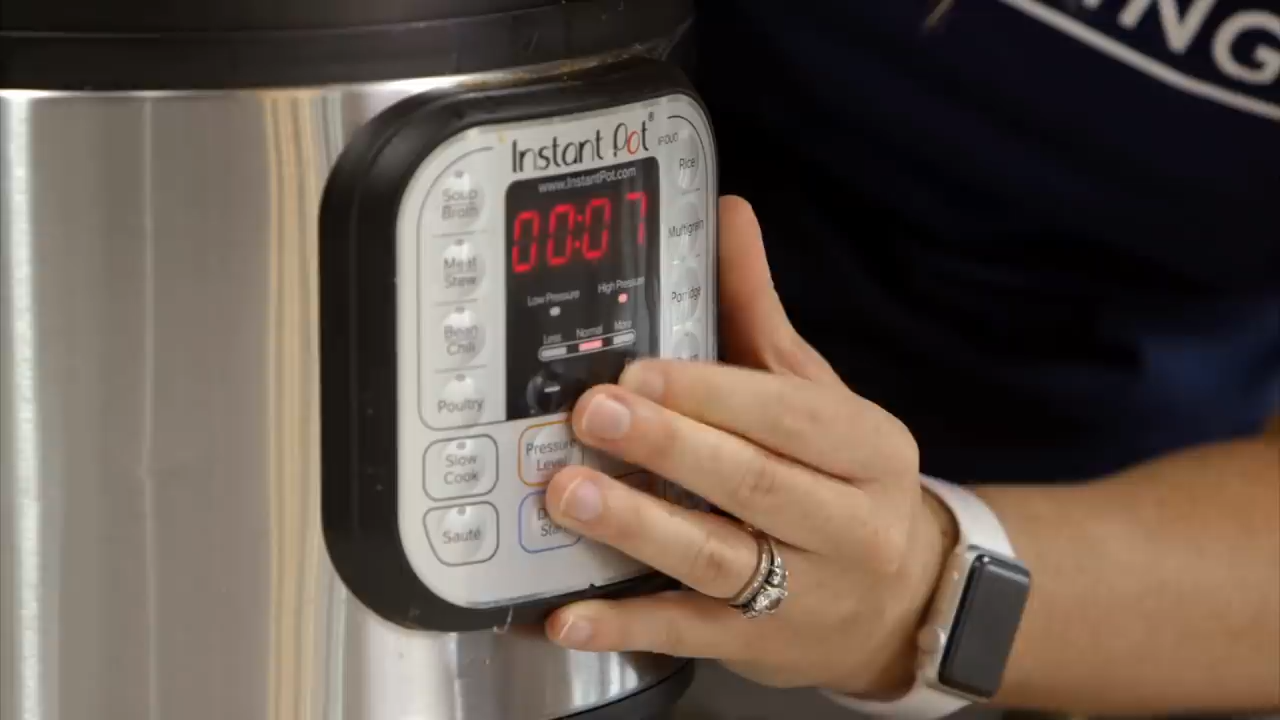 ING
Instant Pot®
IP-DUO
www.InstantPot.com
00:07
Low Pressure
High Pressure
Less
Normal
More
Soup
Broth
Meat
Stew
Bean
Chili
Poultry
Slow
Cook
Sauté
Pressure
Level
Rice
Multigrain
Porridge